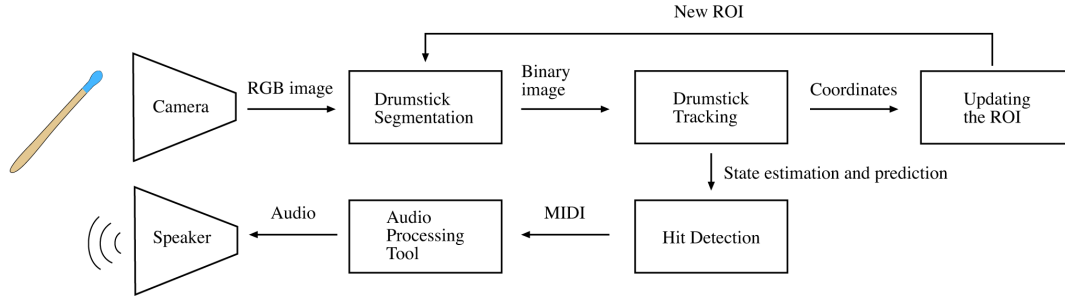 New ROI
RGB image
Binary
image
Coordinates
Camera
Drumstick
Segmentation
Drumstick
Tracking
Updating
the ROI
State estimation and prediction
Audio
MIDI
Speaker
Audio
Processing
Tool
Hit Detection